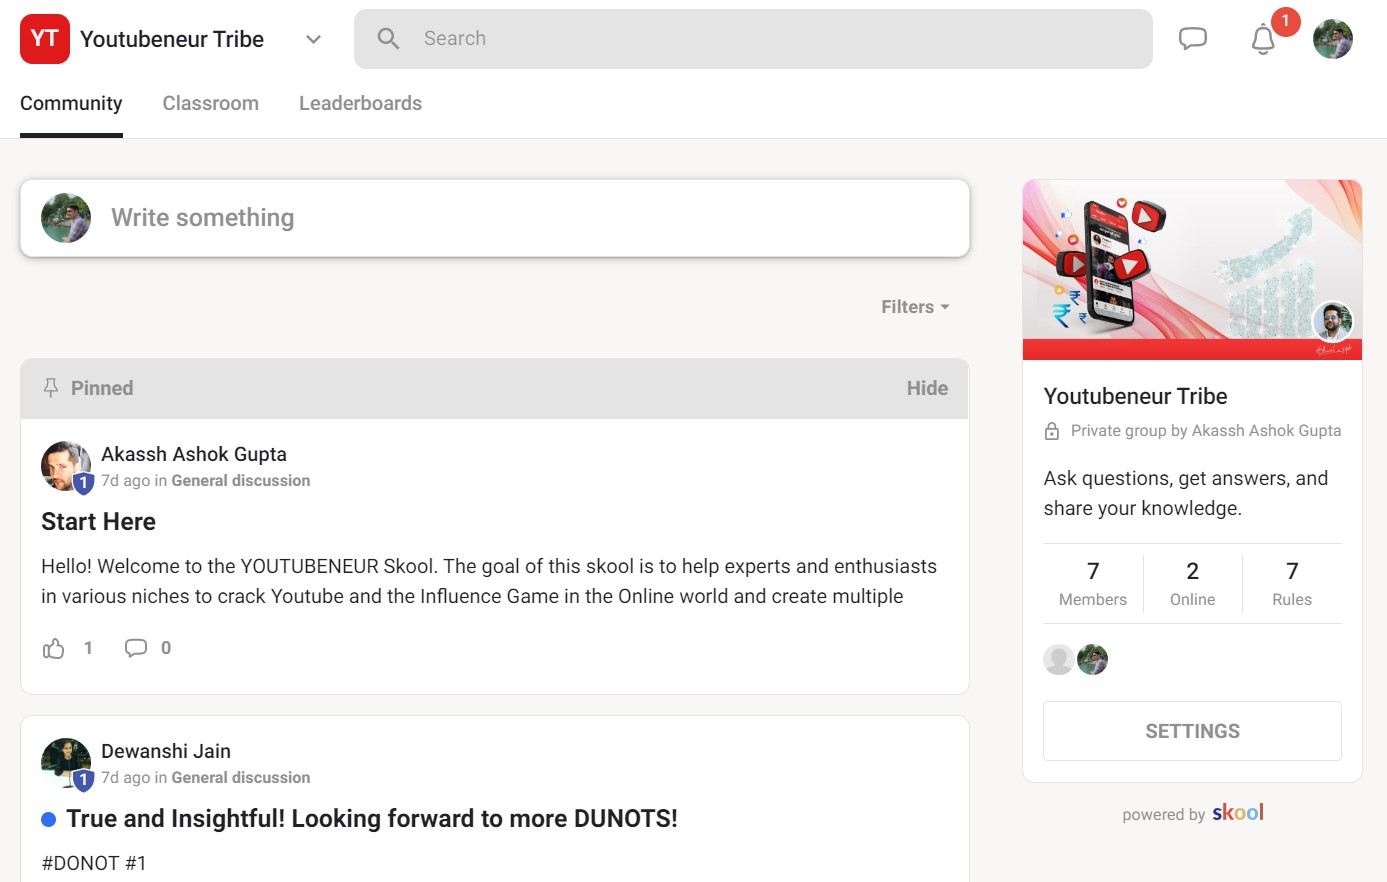 YT
Youtubeneur Tribe
Search
1
Community
Classroom
Leaderboards
Write something
Filters
Pinned
Hide
Akassh Ashok Gupta
1
7d ago in General discussion
Start Here
Hello! Welcome to the YOUTUBENEUR Skool. The goal of this skool is to help experts and enthusiasts
in various niches to crack Youtube and the Influence Game in the Online world and create multiple
1
0
Dewanshi Jain
1
7d ago in General discussion
True and Insightful! Looking forward to more DUNOTS!
#DONOT #1
Youtubeneur Tribe
Private group by Akassh Ashok Gupta
Ask questions, get answers, and
share your knowledge.
7
Members
2
Online
7
Rules
SETTINGS
powered by skool